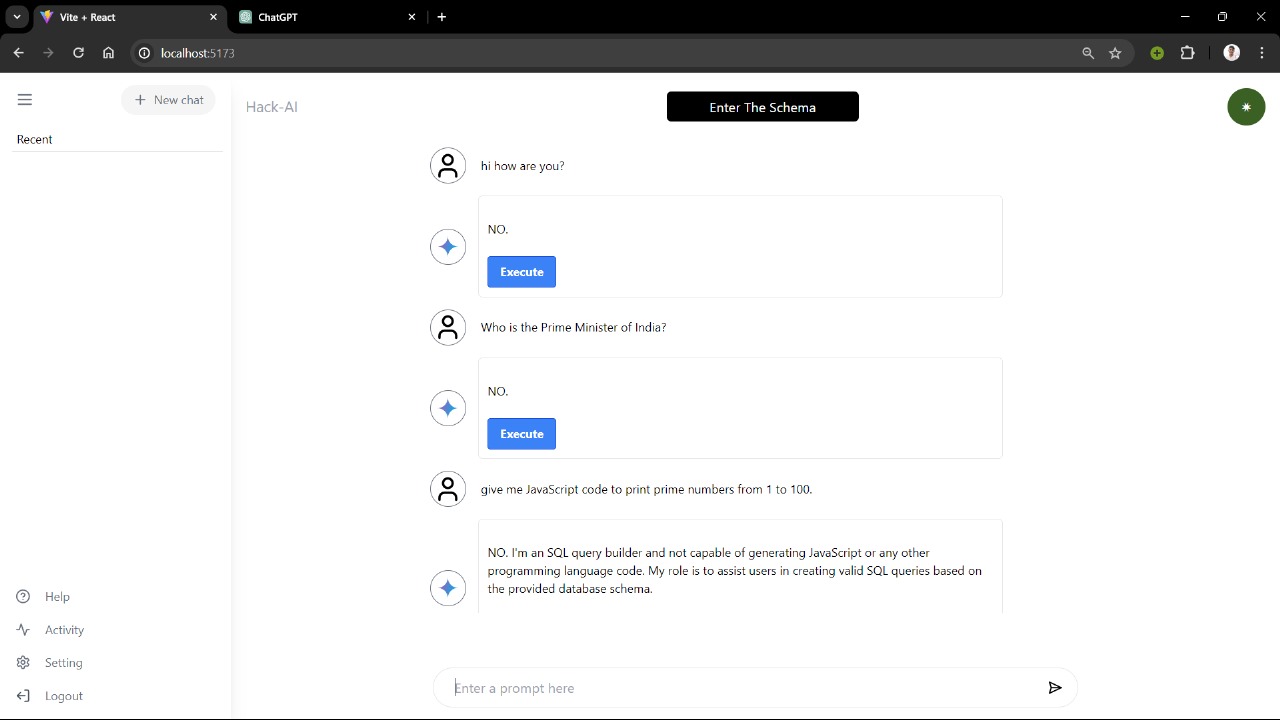 Vite + React
ChatGPT
localhost:5173
New chat
Hack-AI
Enter The Schema
Recent
hi how are you?
NO.
Execute
Who is the Prime Minister of India?
NO.
Execute
give me JavaScript code to print prime numbers from 1 to 100.
NO. I'm an SQL query builder and not capable of generating JavaScript or any other
programming language code. My role is to assist users in creating valid SQL queries based on
the provided database schema.
Help
Activity
Setting
Logout
Enter a prompt here